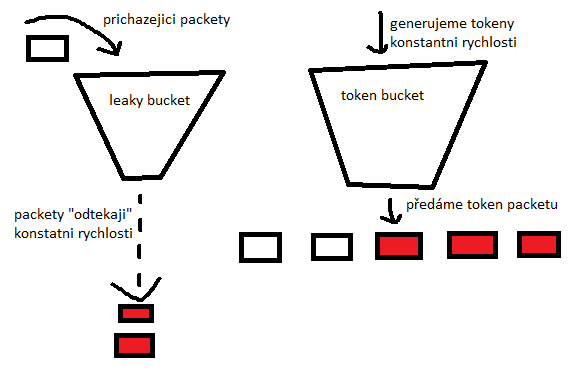 prichazejici packety
leaky bucket
packety "odtekaji"
konstatni rychlosti
generujeme tokeny
konstantni rychlosti
token bucket
předáme token packetu